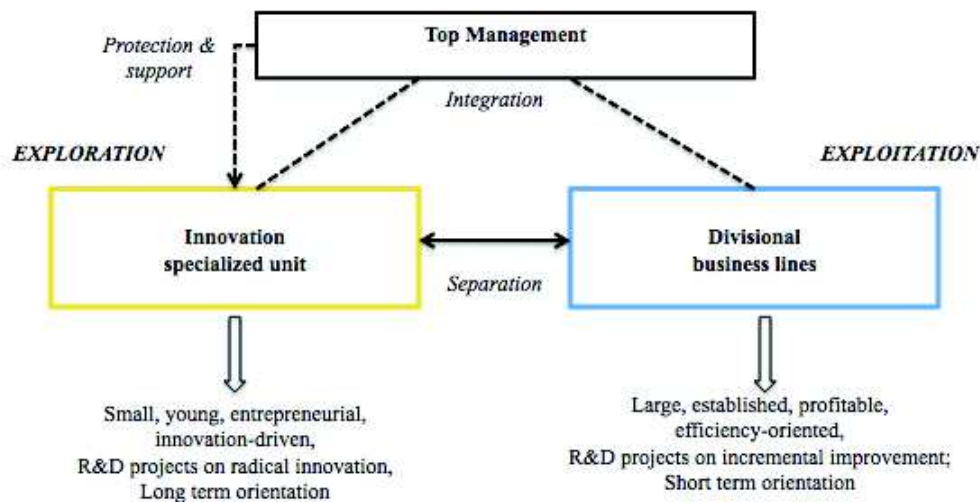 Top Management
Protection &
support
Integration
EXPLORATION
EXPLOITATION
Innovation
specialized unit
Divisional
business lines
Separation
Small, young, entrepreneurial,
innovation-driven,
R&D projects on radical innovation,
Long term orientation
Large, established, profitable,
efficiency-oriented,
R&D projects on incremental improvement;
Short term orientation